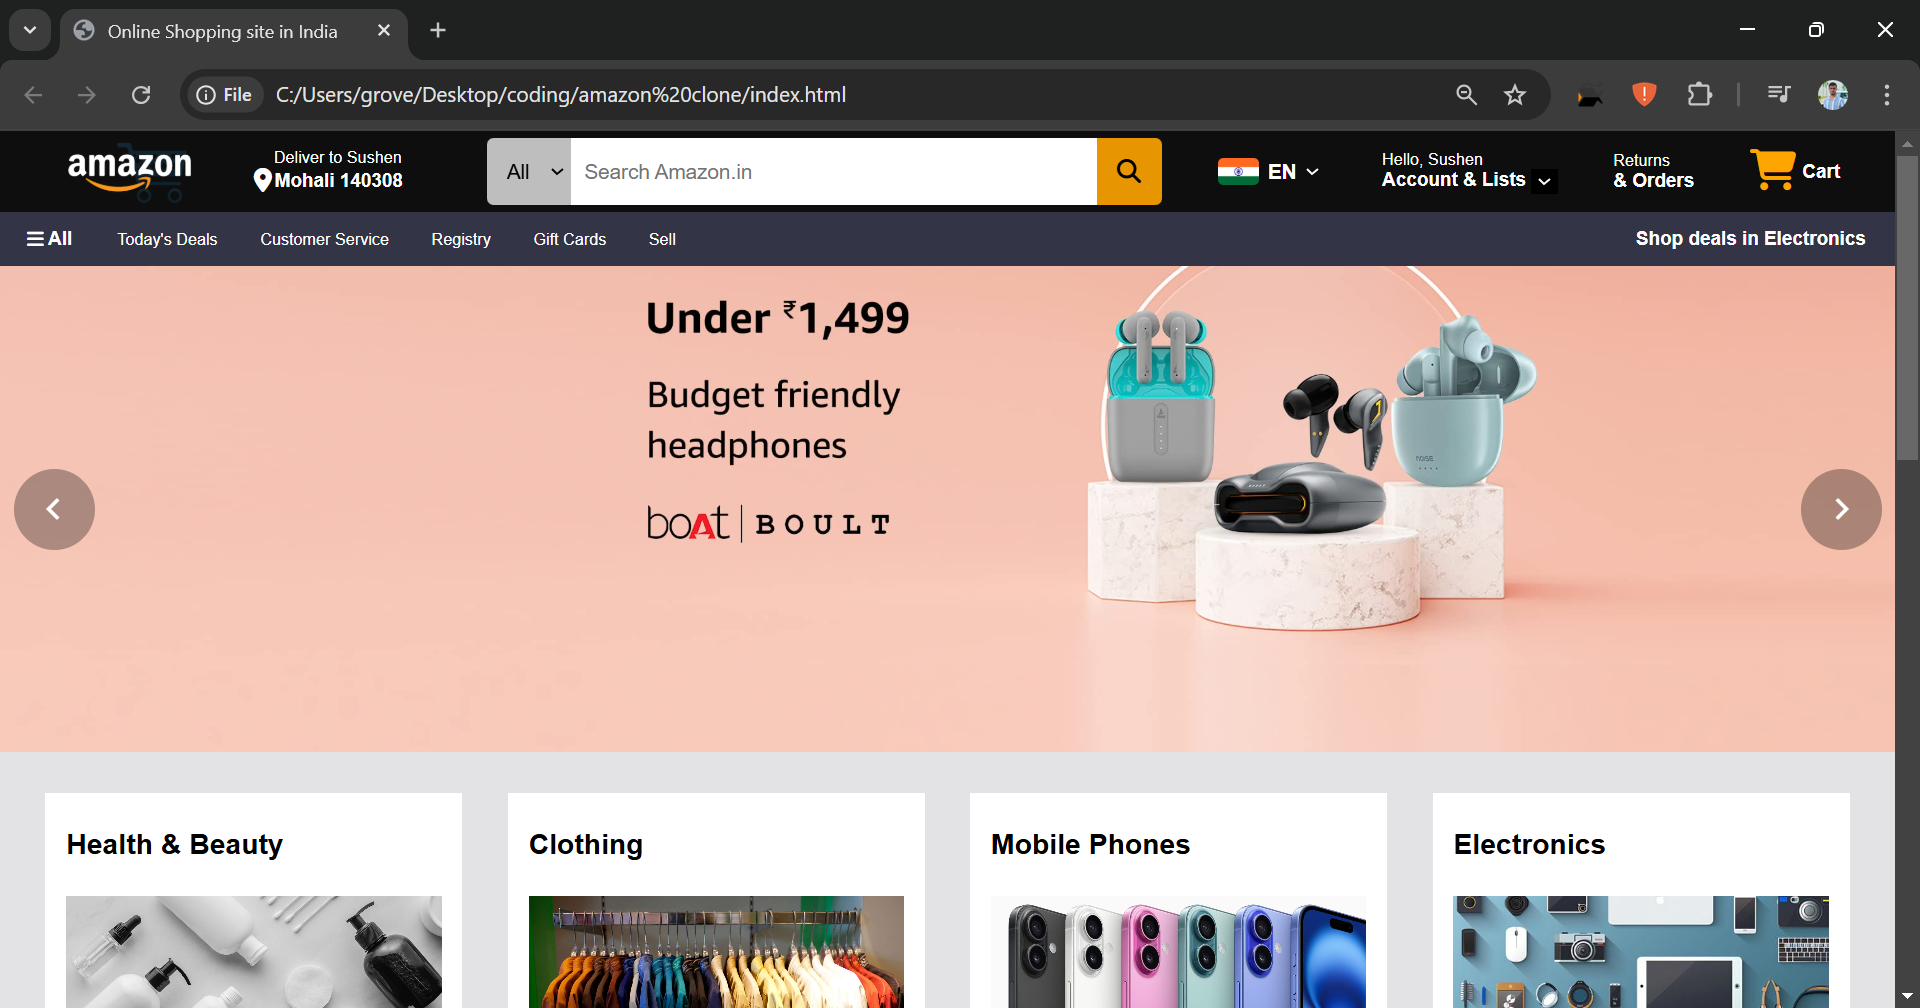 Online Shopping site in India
File
C:/Users/grove/Desktop/coding/amazon%20clone/index.html
amazon
Deliver to Sushen
Mohali 140308
All
Search Amazon.in
EN
Hello, Sushen
Account & Lists
Returns
& Orders
Cart
All
Today's Deals
Customer Service
Registry
Gift Cards
Sell
Shop deals in Electronics
Under ₹1,499
Budget friendly
headphones
boAt | BOULT
noise
Health & Beauty
Clothing
Mobile Phones
Electronics